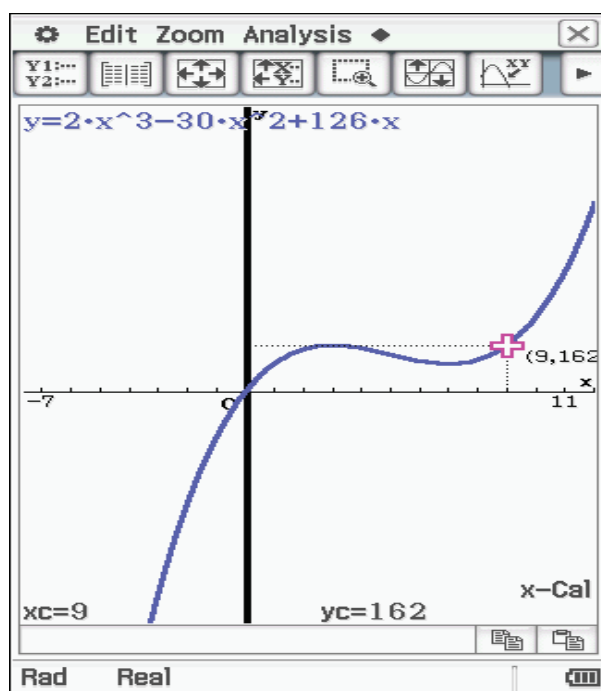 Edit Zoom Analysis ◆
Y1:···
Y2:···
XY
y=2·x^3−30·x^2+126·x
y
(9,162
x
−7
11
x-Cal
xc=9 yc=162
Rad Real